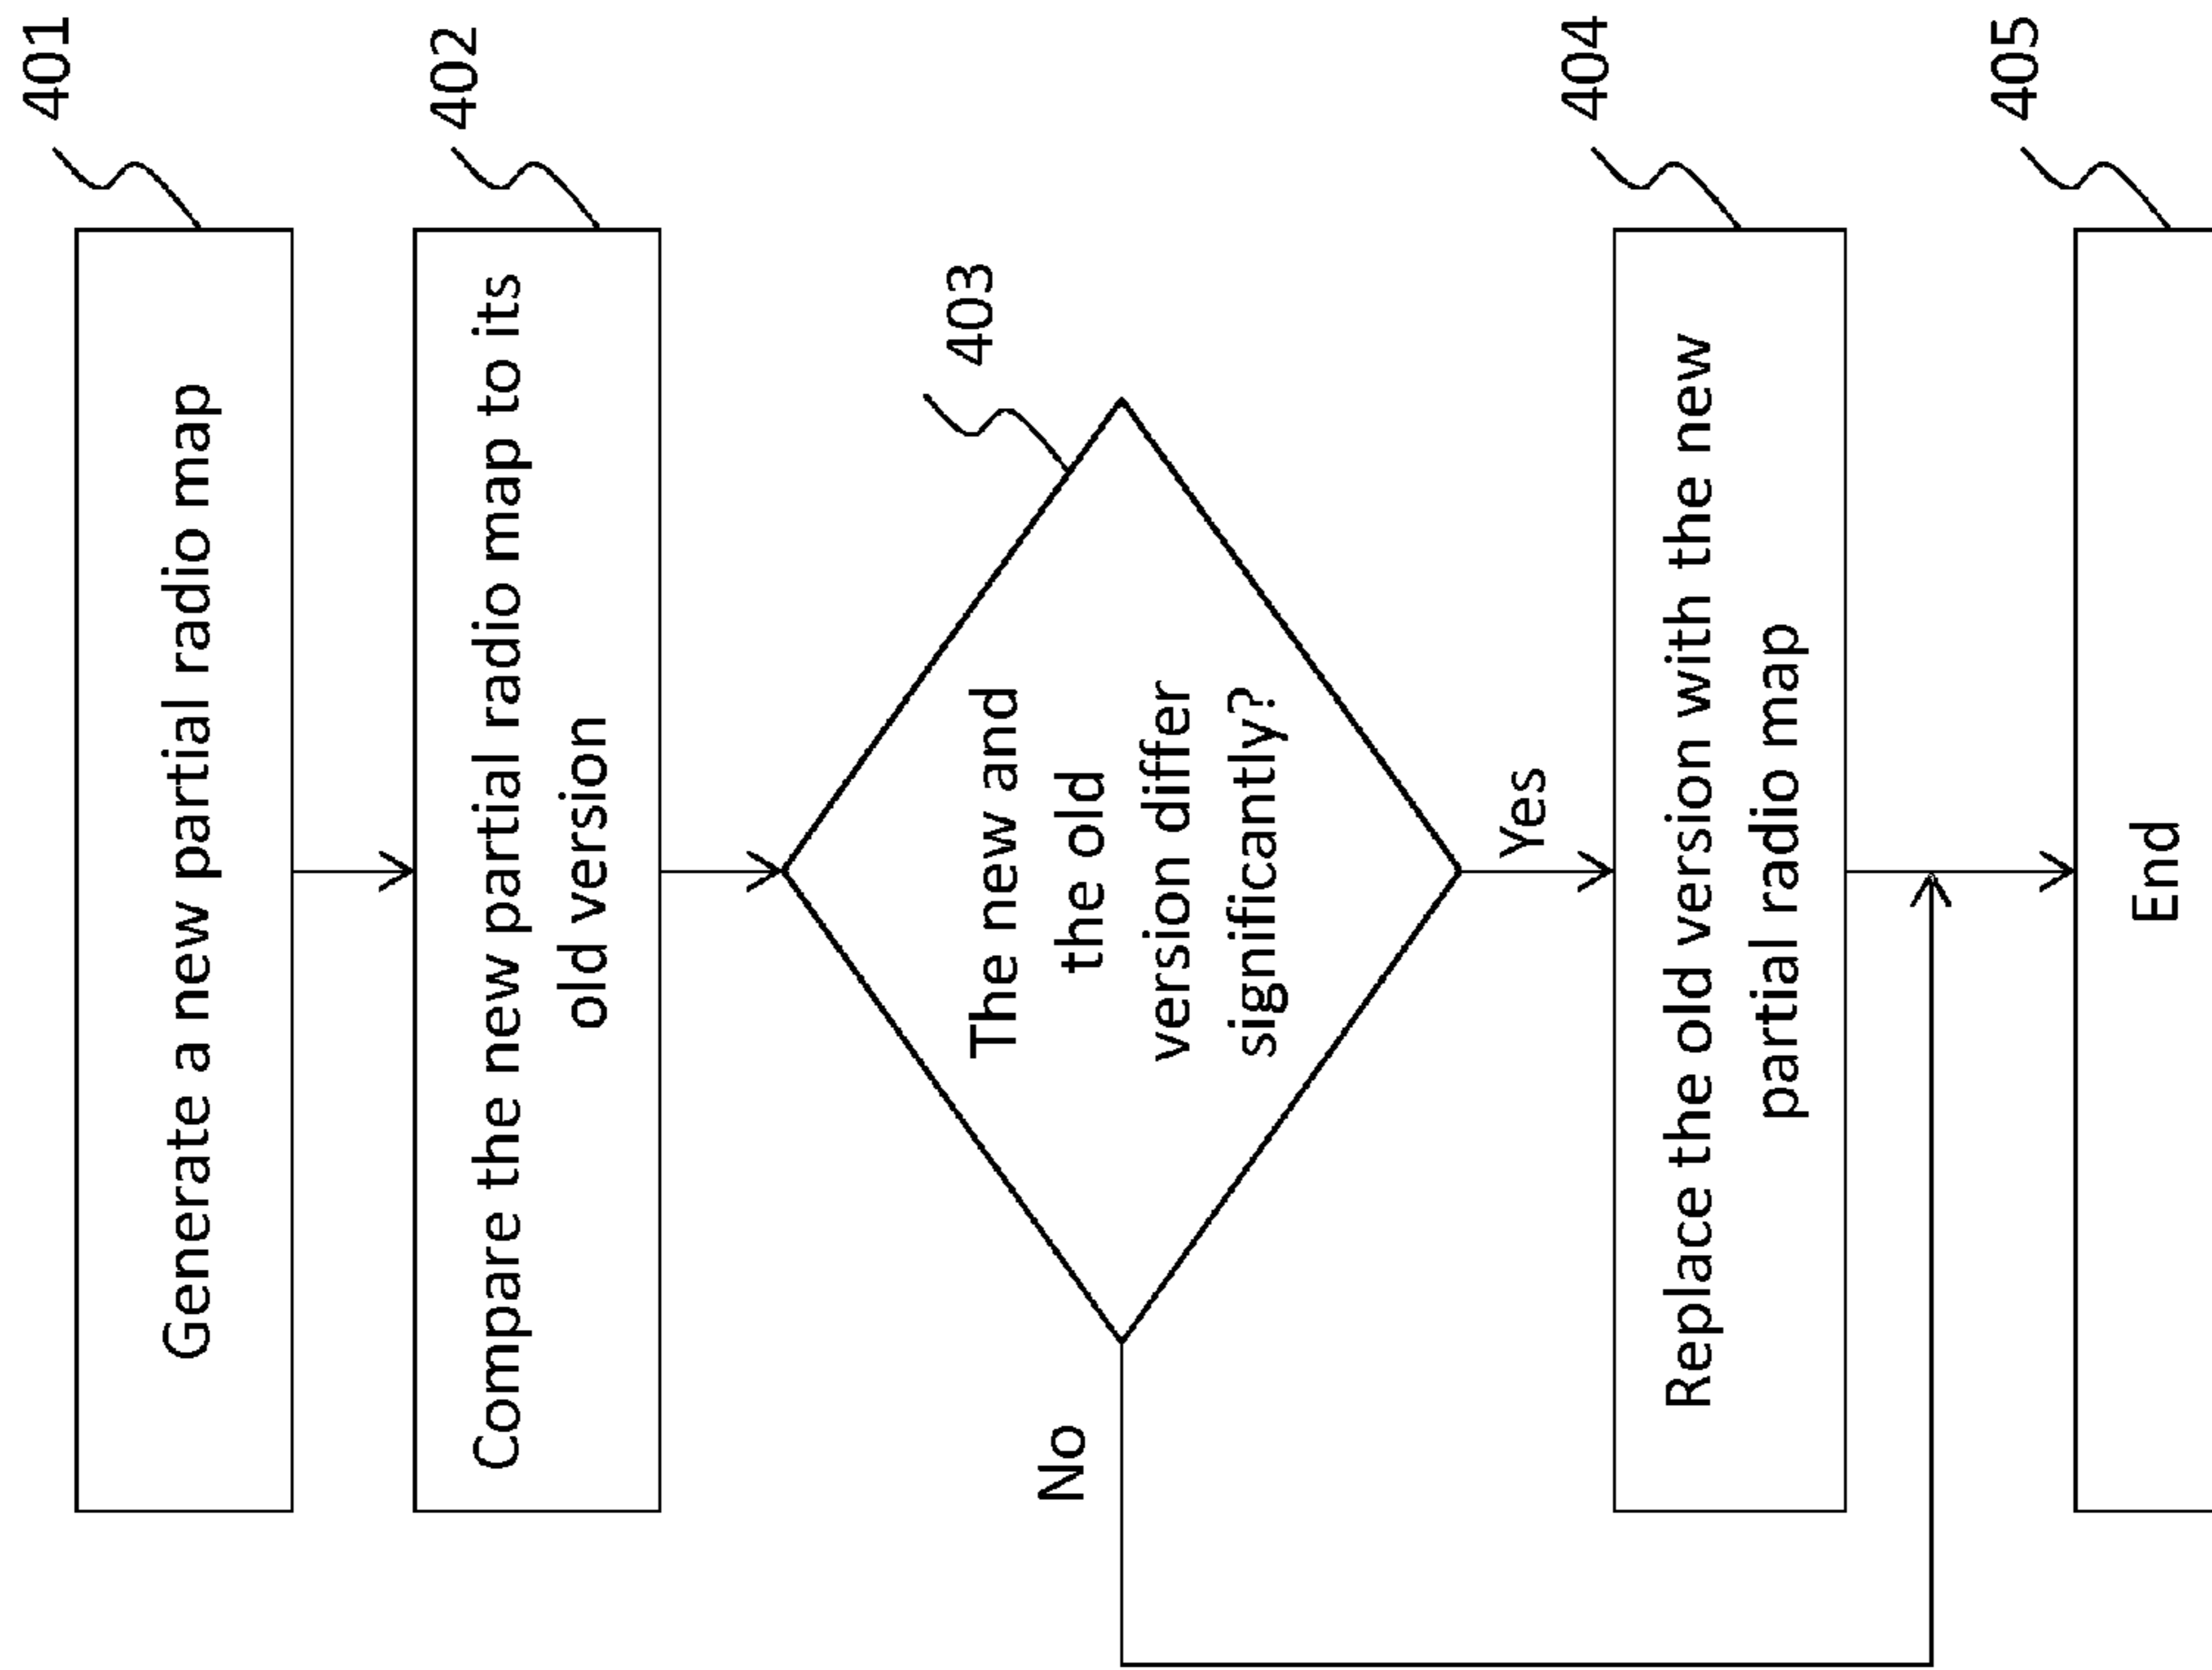 401
Generate a new partial radio map
402
Compare the new partial radio map to its
old version
403
The new and
the old
version differ
significantly?
No
Yes
404
Replace the old version with the new
partial radio map
405
End